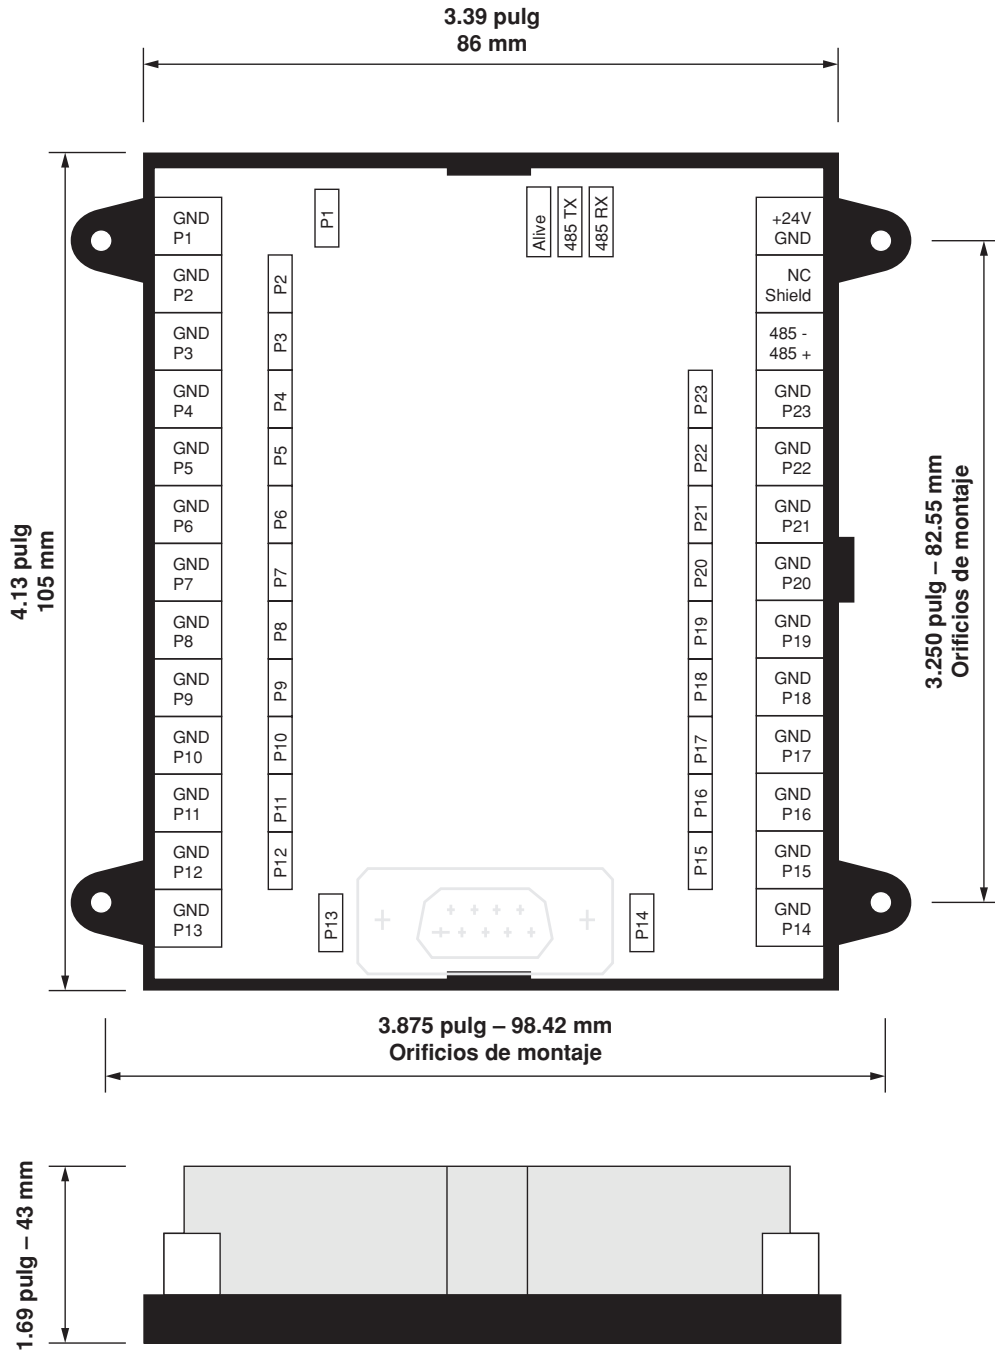 3.39 pulg
86 mm
4.13 pulg
105 mm
GND
P1
GND
P2
GND
P3
GND
P4
GND
P5
GND
P6
GND
P7
GND
P8
GND
P9
GND
P10
GND
P11
GND
P12
GND
P13
P1
P2
P3
P4
P5
P6
P7
P8
P9
P10
P11
P12
P13
Alive
485 TX
485 RX
P23
P22
P21
P20
P19
P18
P17
P16
P15
P14
+24V
GND
NC
Shield
485 -
485 +
GND
P23
GND
P22
GND
P21
GND
P20
GND
P19
GND
P18
GND
P17
GND
P16
GND
P15
GND
P14
3.250 pulg – 82.55 mm
Orificios de montaje
3.875 pulg – 98.42 mm
Orificios de montaje
1.69 pulg – 43 mm